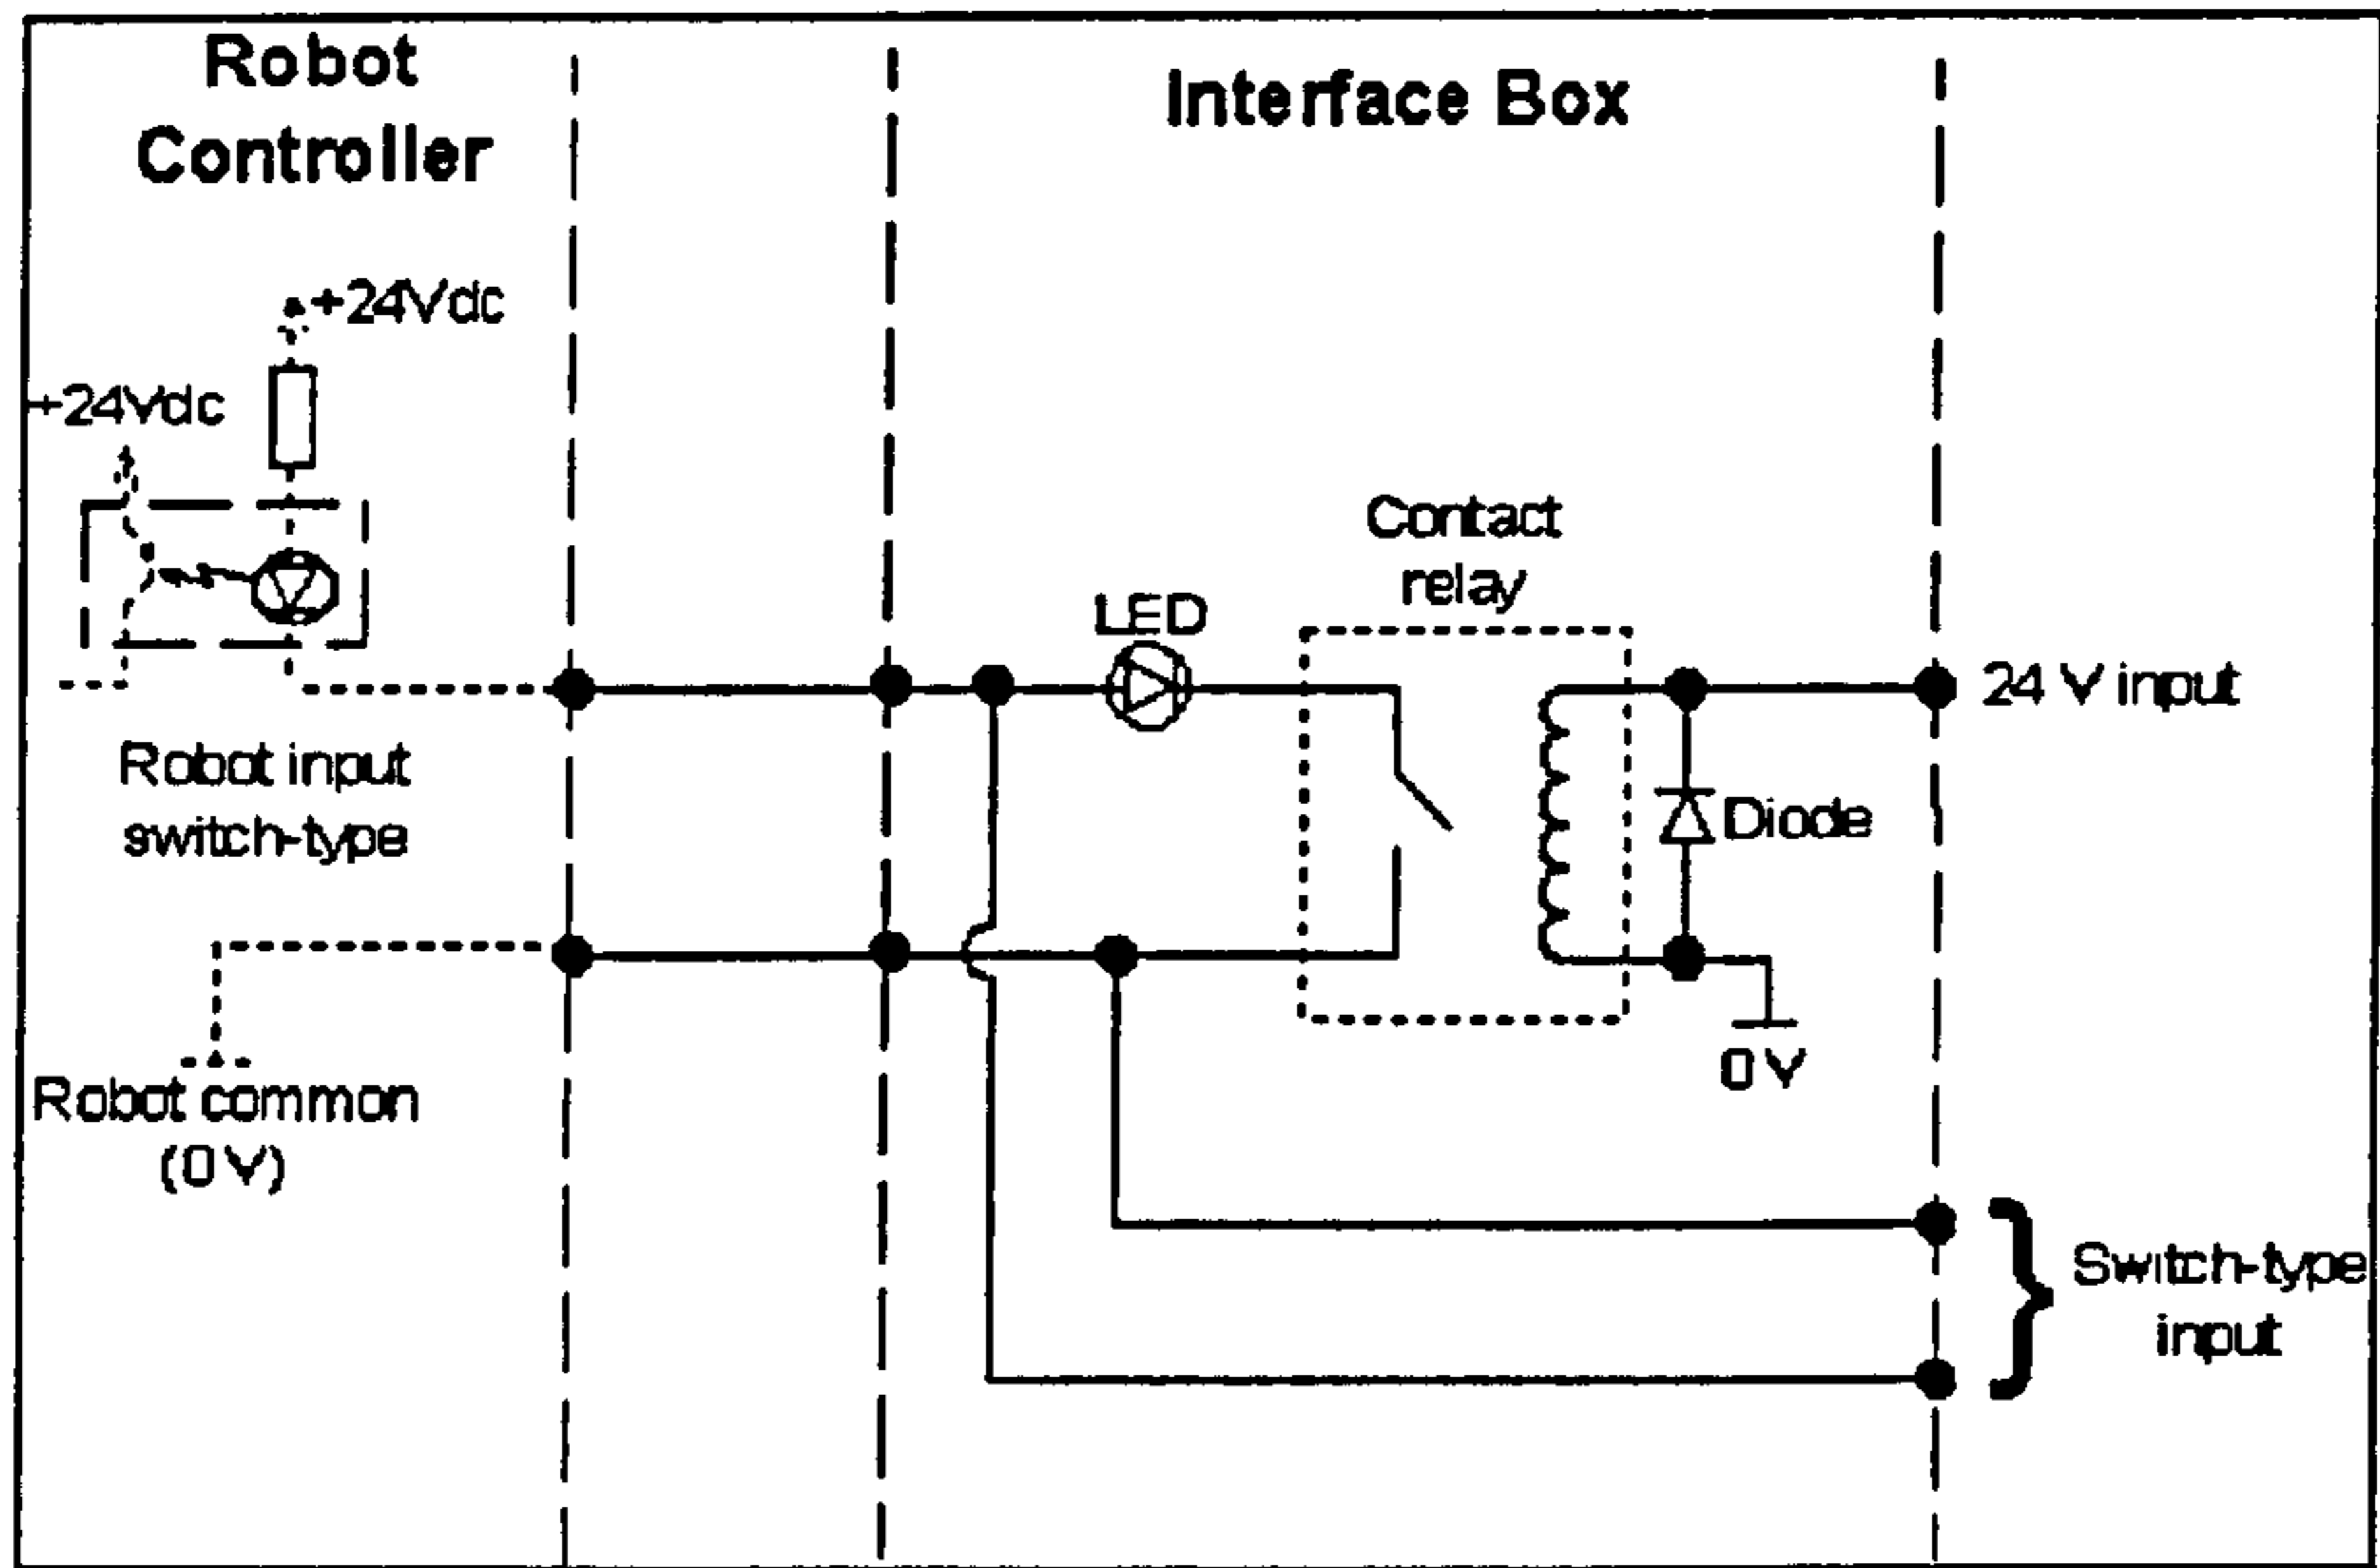 Robot
Controller
Interface Box
+24Vdc
+24Vdc
Contact
relay
LED
24 V input
Robot input
switch-type
Diode
0 V
Robot common
(0 V)
Switch-type
input